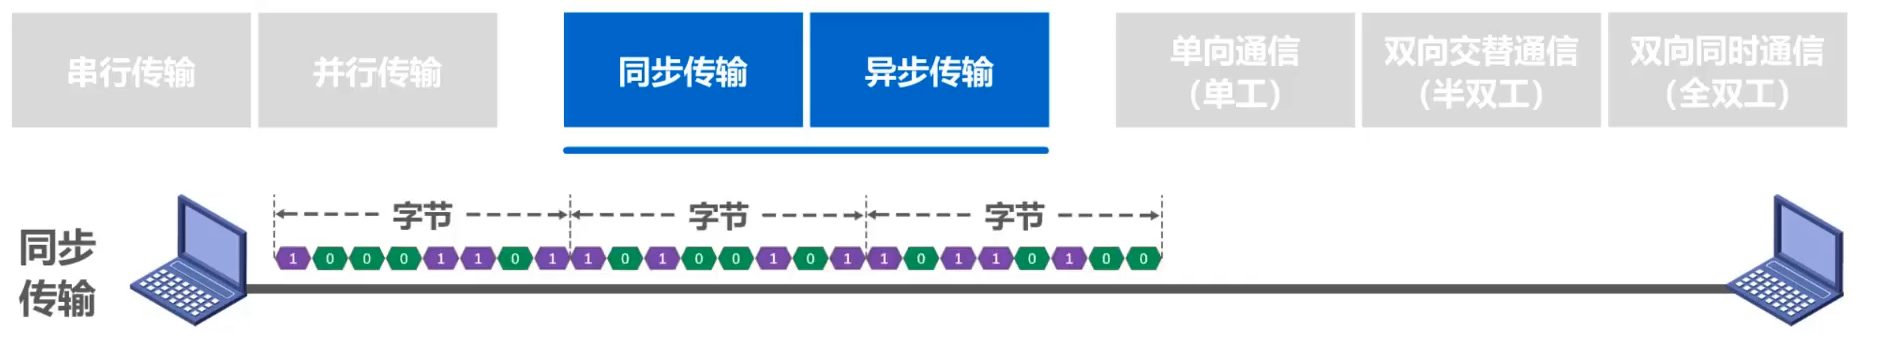 串行传输
并行传输
同步传输
异步传输
单向通信
（单工）
双向交替通信
（半双工）
双向同时通信
（全双工）
字节 字节 字节
1 0 0 0 1 1 0 1 1 0 1 0 0 1 0 1 1 0 1 1 0 1 0 0
同步
传输